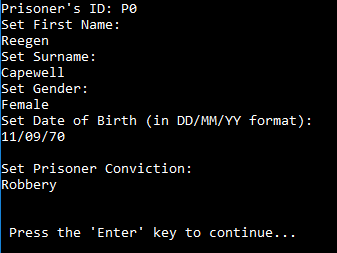 Prisoner's ID: P0
Set First Name:
Reegen
Set Surname:
Capewell
Set Gender:
Female
Set Date of Birth (in DD/MM/YY format):
11/09/70
Set Prisoner Conviction:
Robbery
Press the 'Enter' key to continue...